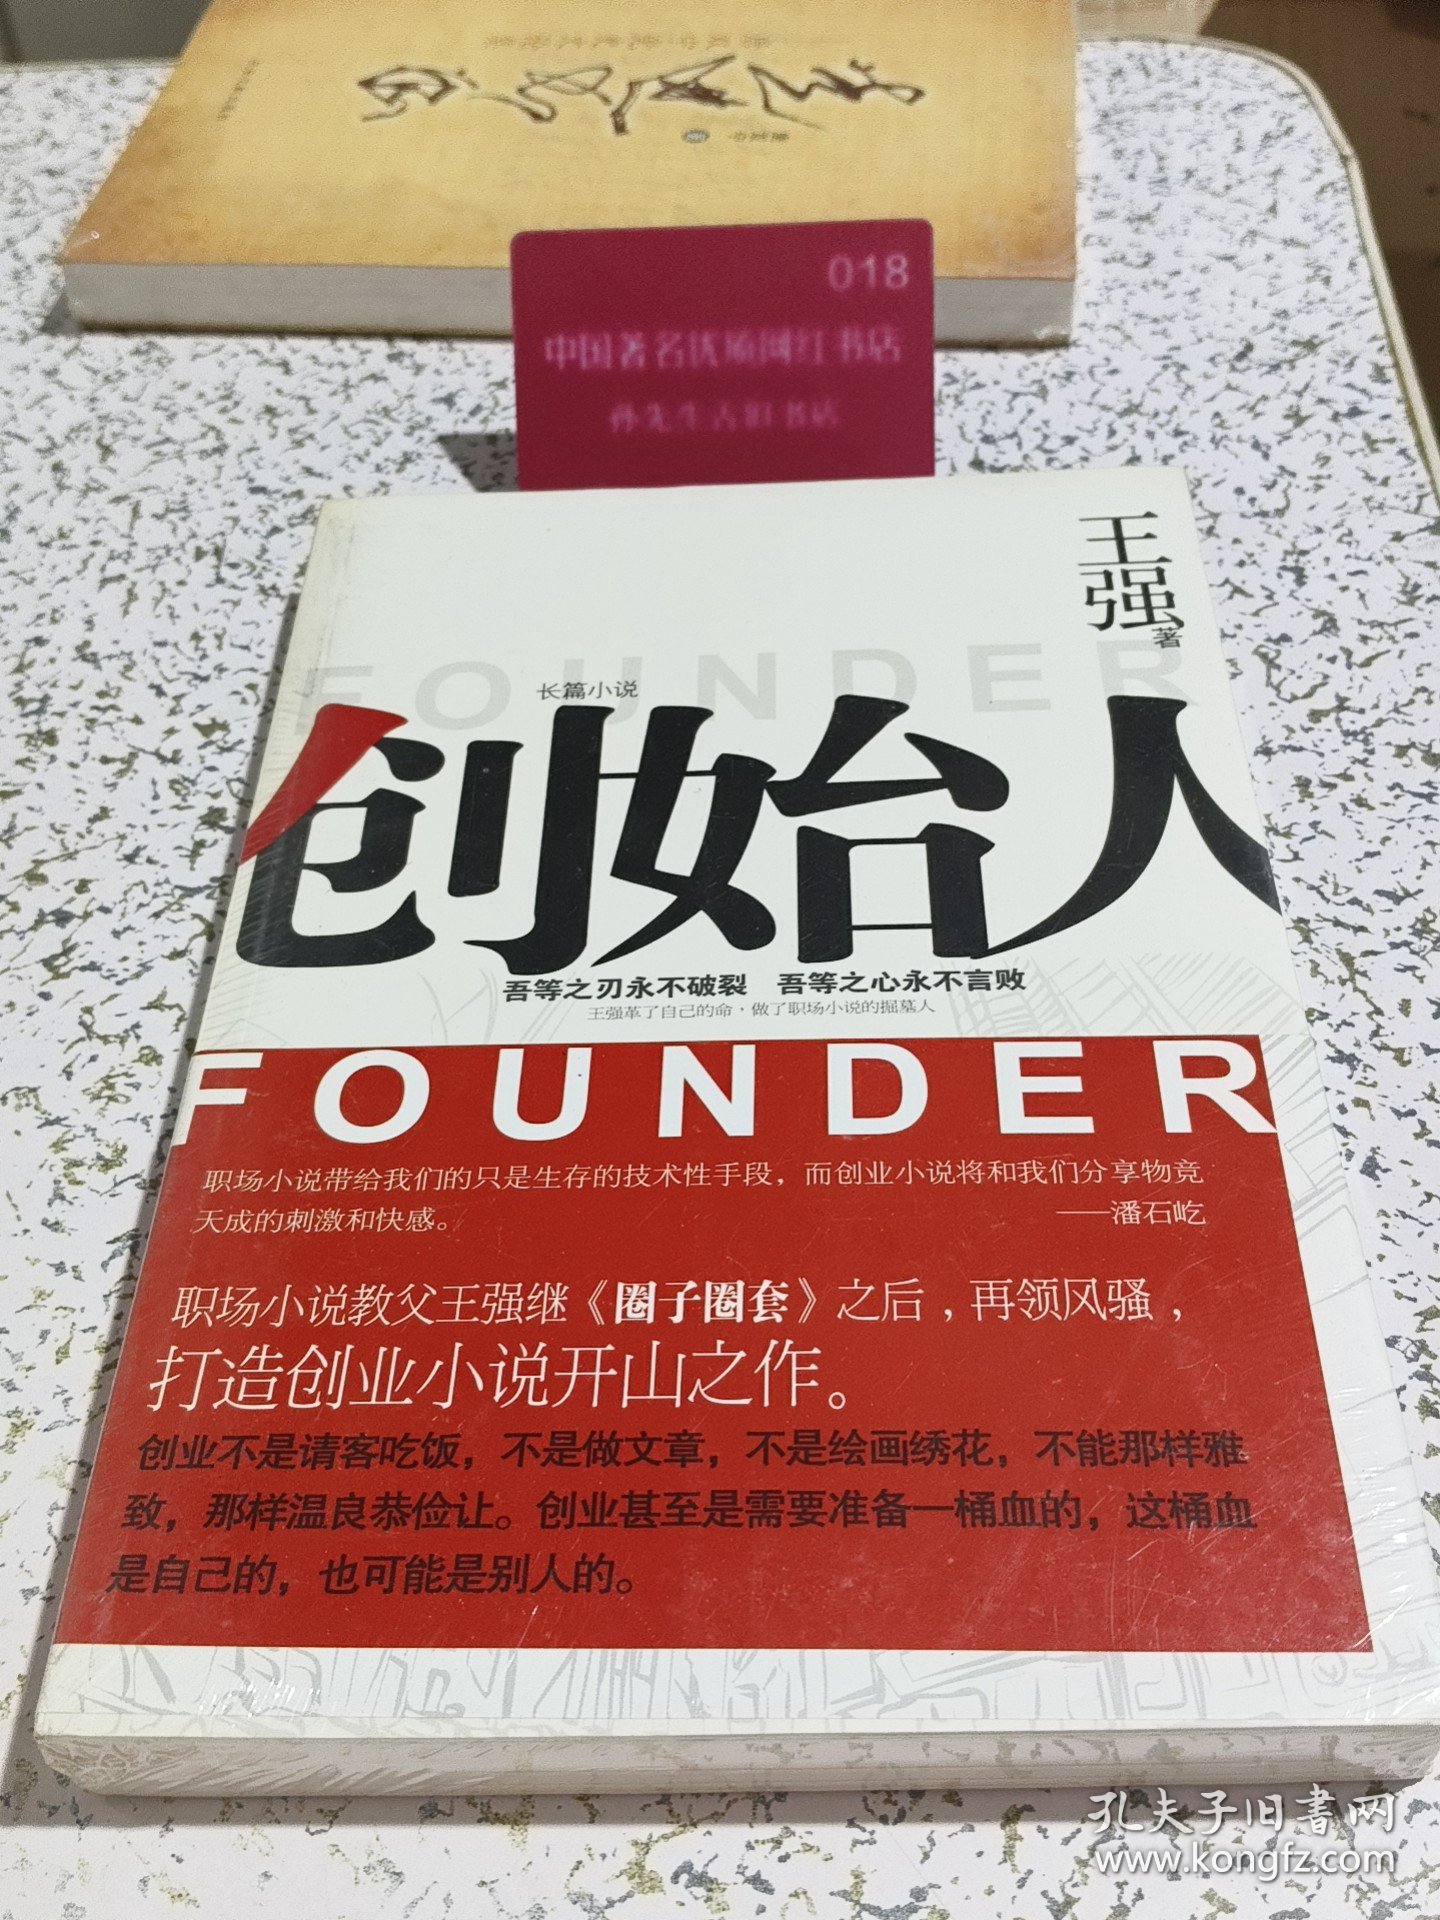 018
中国著名优质网红书店
孙先生古旧书店
王强
著
FOUNDER
长篇小说
创始人
吾等之刃永不破裂 吾等之心永不言败
王强革了自己的命，做了职场小说的掘墓人
FOUNDER
职场小说带给我们的只是生存的技术性手段，而创业小说将和我们分享物竞
天成的刺激和快感。 ——潘石屹
职场小说教父王强继《圈子圈套》之后，再领风骚，
打造创业小说开山之作。
创业不是请客吃饭，不是做文章，不是绘画绣花，不能那样雅
致，那样温良恭俭让。创业甚至是需要准备一桶血的，这桶血
是自己的，也可能是别人的。
孔夫子旧書网
www.kongfz.com